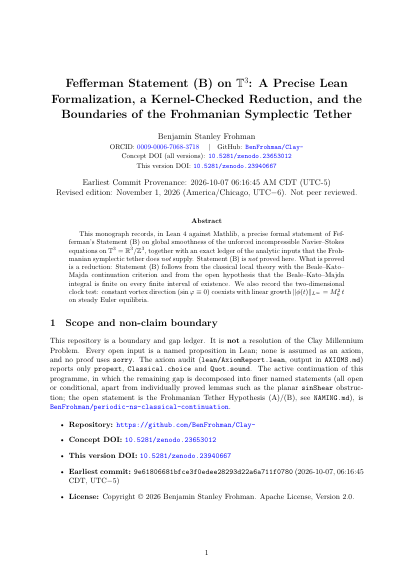 Fefferman Statement (B) on 𝕋³: A Precise Lean
Formalization, a Kernel-Checked Reduction, and the
Boundaries of the Frohmanian Symplectic Tether
Benjamin Stanley Frohman
ORCID: 0009-0006-7068-3718 | GitHub: BenFrohman/Clay-
Concept DOI (all versions): 10.5281/zenodo.23653012
This version DOI: 10.5281/zenodo.23940667
Earliest Commit Provenance: 2026-10-07 06:16:45 AM CDT (UTC-5)
Revised edition: November 1, 2026 (America/Chicago, UTC−6). Not peer reviewed.
Abstract
This monograph records, in Lean 4 against Mathlib, a precise formal statement of Fef-
ferman's Statement (B) on global smoothness of the unforced incompressible Navier–Stokes
equations on 𝕋³ = ℝ³/ℤ³, together with an exact ledger of the analytic inputs that the Froh-
manian symplectic tether does not supply. Statement (B) is not proved here. What is proved
is a reduction: Statement (B) follows from the classical local theory with the Beale–Kato–
Majda continuation criterion and from the open hypothesis that the Beale–Kato–Majda
integral is finite on every finite interval of existence. We also record the two-dimensional
clock test: constant vortex direction (sin φ ≡ 0) coexists with linear growth
on steady Euler equilibria.
1 Scope and non-claim boundary
This repository is a boundary and gap ledger. It is not a resolution of the Clay Millennium
Problem. Every open input is a named proposition in Lean; none is assumed as an axiom,
and no proof uses sorry. The axiom audit (lean/AxiomReport.lean, output in AXIOMS.md)
reports only propext, Classical.choice and Quot.sound. The active continuation of this
programme, in which the remaining gap is decomposed into finer named statements (all open
or conditional, apart from individually proved lemmas such as the planar sinShear obstruc-
tion; the open statement is the Frohmanian Tether Hypothesis (A)/(B), see NAMING.md), is
BenFrohman/periodic-ns-classical-continuation.
• Repository: https://github.com/BenFrohman/Clay-
• Concept DOI: 10.5281/zenodo.23653012
• This version DOI: 10.5281/zenodo.23940667
• Earliest commit: 9e61806681bfce3f0edee28293d22a6a711f0780 (2026-10-07, 06:16:45
CDT, UTC−5)
• License: Copyright © 2026 Benjamin Stanley Frohman. Apache License, Version 2.0.
1